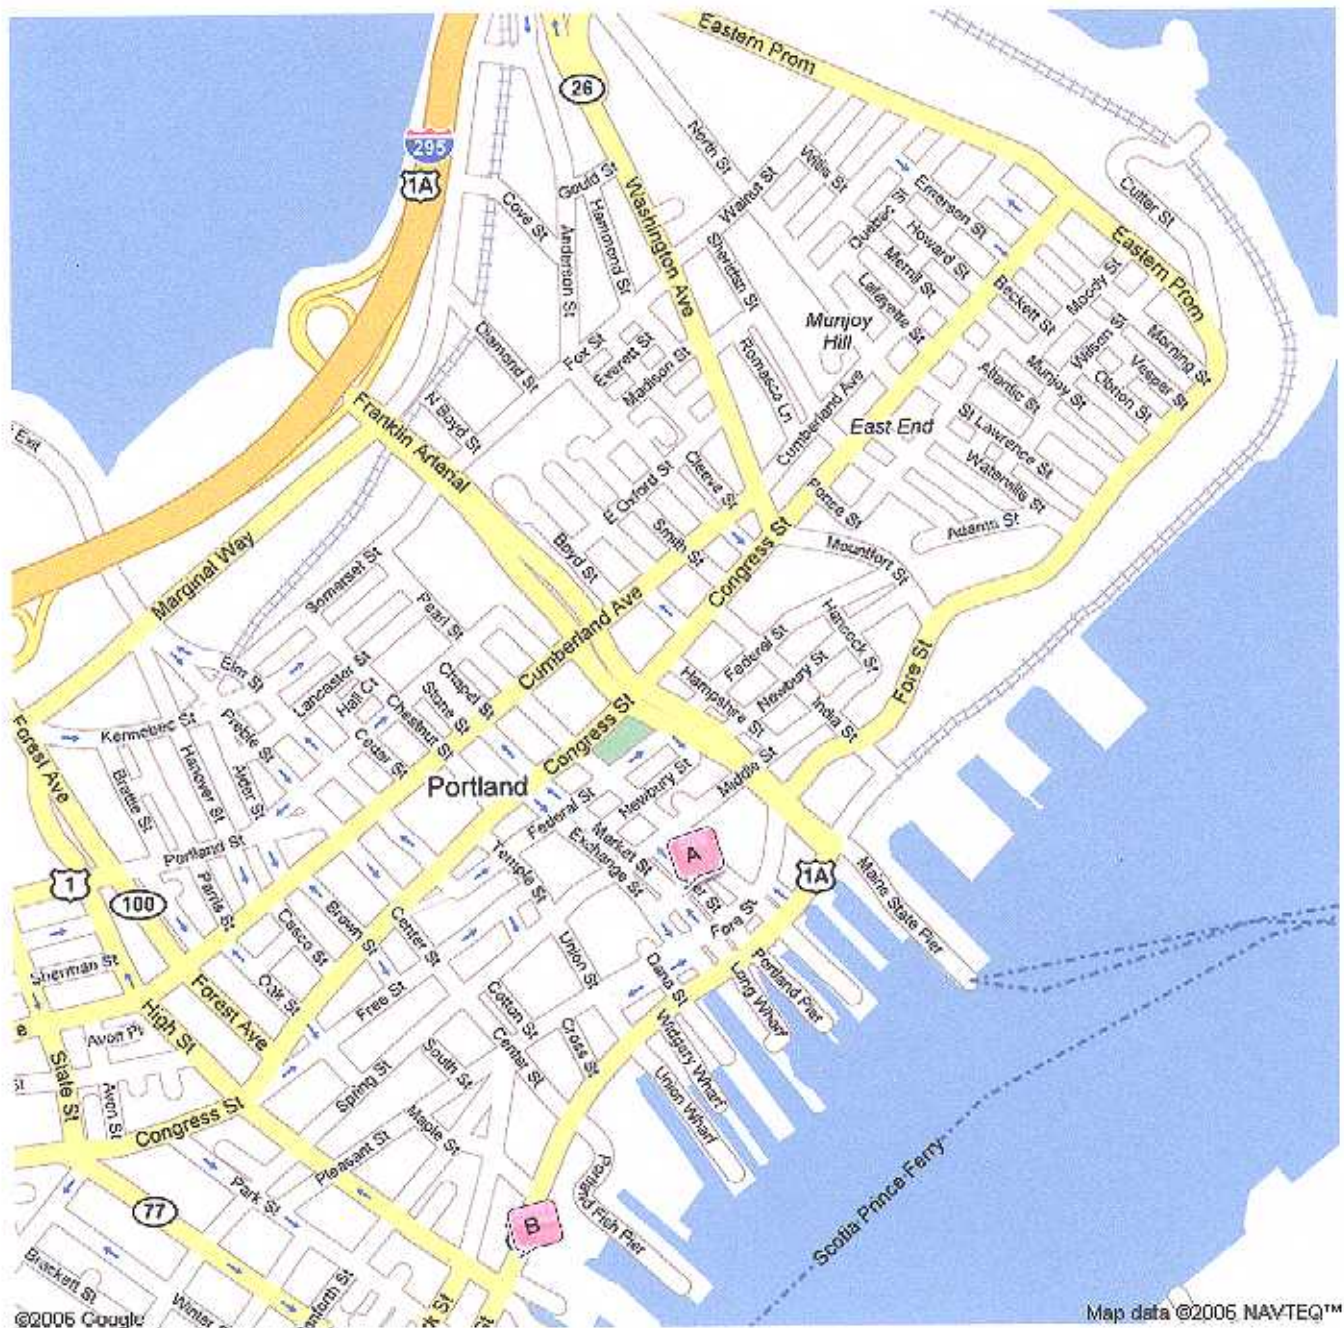 Eastern Prom
26
295
1A
North St
Willis St
Emerson St
Cutter St
Gould St
Washington Ave
Walnut St
Cove St
Hammond St
Anderson St
Quebec St
Howard St
Merrill St
Lafayette St
Sheridan St
Eastern Prom
Moody St
Beckett St
Morning St
Munjoy Hill
Wilson St
Vesper St
Obrion St
Munjoy St
Atlantic St
Diamond St
Fox St
Everett St
Madison St
Romasco Ln
Cumberland Ave
East End
St Lawrence St
Waterville St
Franklin Arterial
N Boyd St
Exit
E Oxford St
Cleeve St
Smith St
Boyd St
Congress St
Mountfort St
Adams St
Marginal Way
Somerset St
Pearl St
Cumberland Ave
Hancock St
Federal St
Newbury St
Hampshire St
India St
Fore St
Elm St
Lancaster St
Hall Ct
Chapel St
Stone St
Chestnut St
Cedar St
Congress St
Middle St
Forest Ave
Kennebec St
Preble St
Hanover St
Alder St
Brattle St
Portland
Newbury St
Federal St
Market St
Exchange St
Temple St
A
Portland St
Parris St
1
100
1A
Maine State Pier
Brown St
Casco St
Center St
Union St
Fore St
Dana St
Long Wharf
Portland Pier
Sherman St
Oak St
Free St
Cotton St
Forest Ave
High St
Avon Pl
Cross St
Center St
Widgery Wharf
Union Wharf
State St
Avon St
Congress St
Spring St
South St
Maple St
Pleasant St
Park St
Portland Fish Pier
77
B
Scotia Prince Ferry
Brackett St
Winter
©2006 Google
Map data ©2006 NAVTEQ™